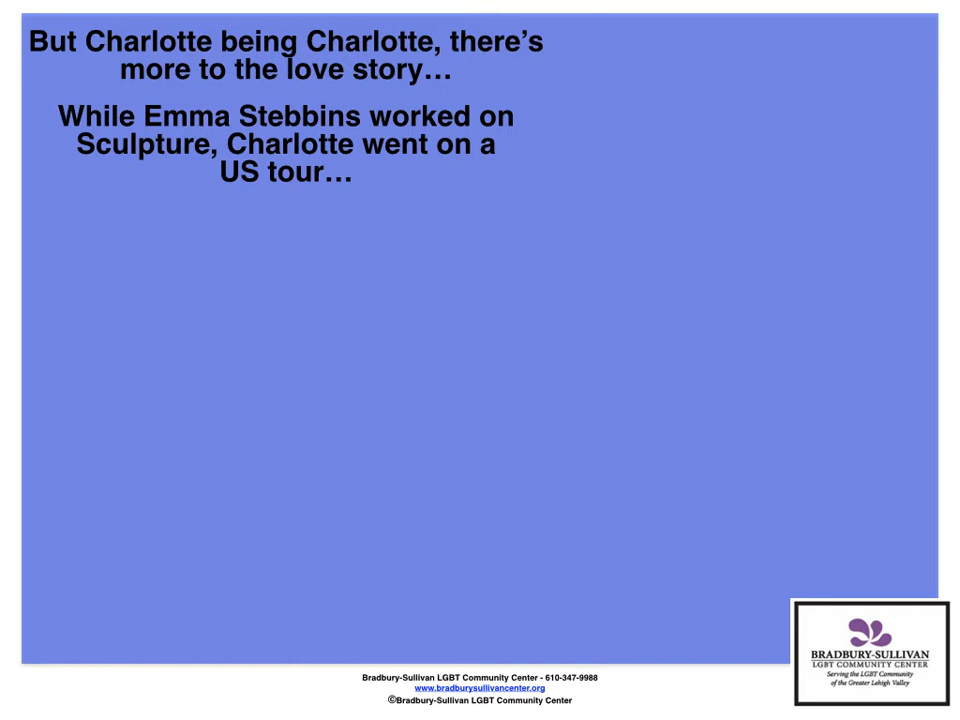 But Charlotte being Charlotte, there’s
more to the love story…
While Emma Stebbins worked on
Sculpture, Charlotte went on a
US tour…
BRADBURY-SULLIVAN
LGBT COMMUNITY CENTER
Serving the LGBT Community
of the Greater Lehigh Valley
Bradbury-Sullivan LGBT Community Center - 610-347-9988
www.bradburysullivancenter.org
©Bradbury-Sullivan LGBT Community Center